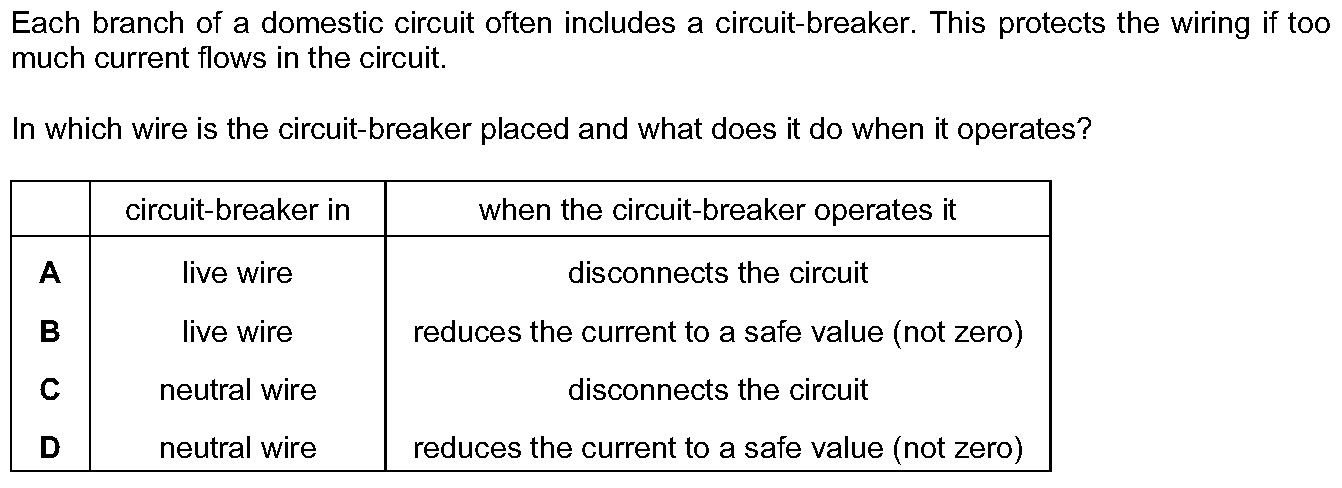 Each branch of a domestic circuit often includes a circuit-breaker. This protects the wiring if too
much current flows in the circuit.
In which wire is the circuit-breaker placed and what does it do when it operates?
circuit-breaker in when the circuit-breaker operates it
A live wire disconnects the circuit
B live wire reduces the current to a safe value (not zero)
C neutral wire disconnects the circuit
D neutral wire reduces the current to a safe value (not zero)